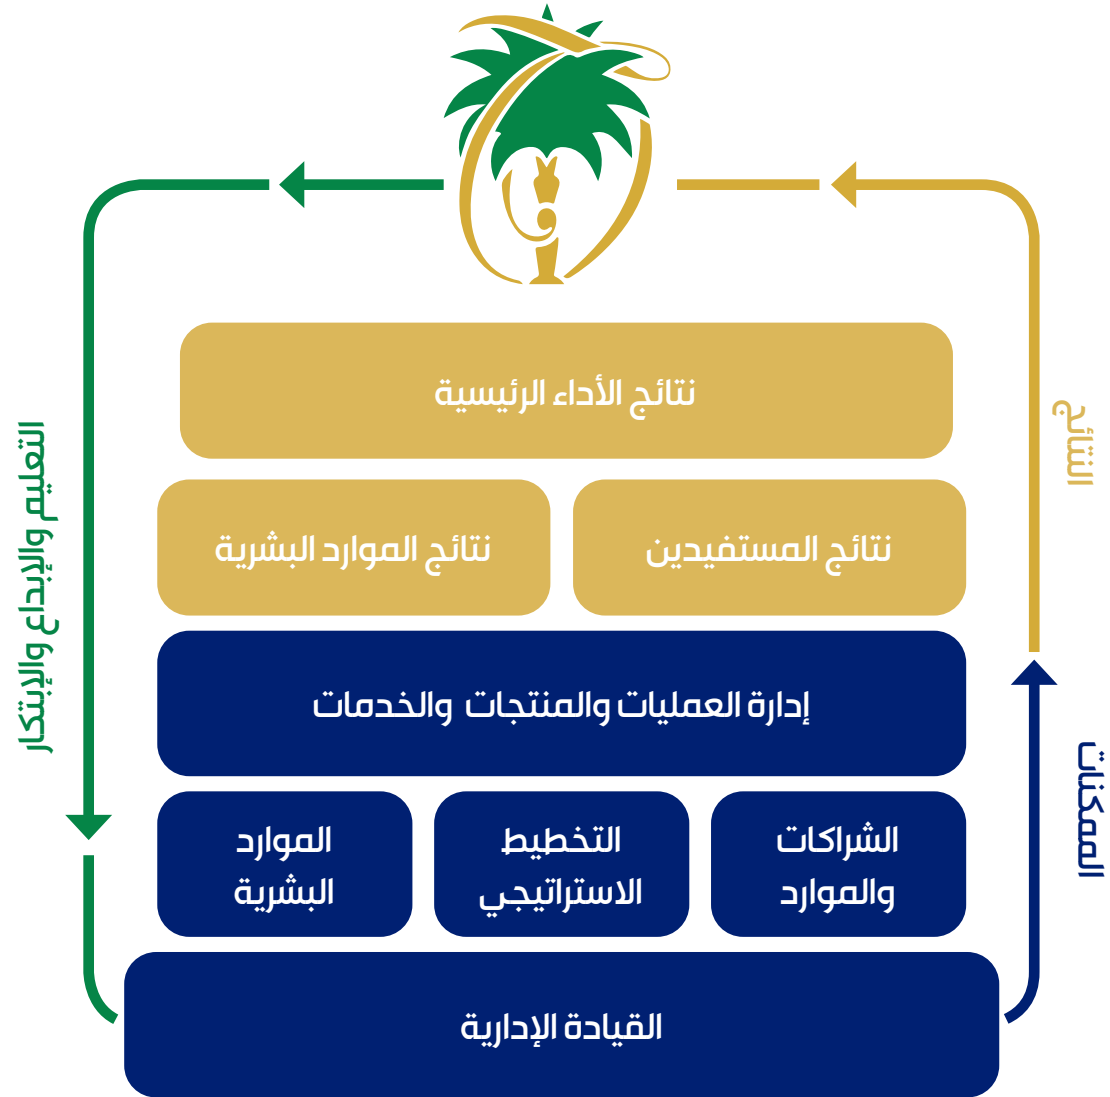 نتائج الأداء الرئيسية
نتائج المستفيدين
نتائج الموارد البشرية
إدارة العمليات والمنتجات والخدمات
الشراكات
والموارد
التخطيط
الاستراتيجي
الموارد
البشرية
القيادة الإدارية
النتائج
الممكنات
التعليم والإبداع والإبتكار